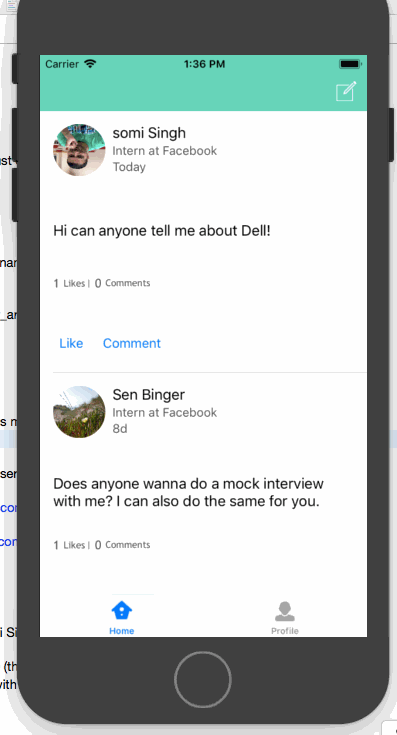 Carrier
1:36 PM
somi Singh
Intern at Facebook
Today
Hi can anyone tell me about Dell!
1 Likes | 0 Comments
Like Comment
Sen Binger
Intern at Facebook
8d
Does anyone wanna do a mock interview
with me? I can also do the same for you.
1 Likes | 0 Comments
Home Profile